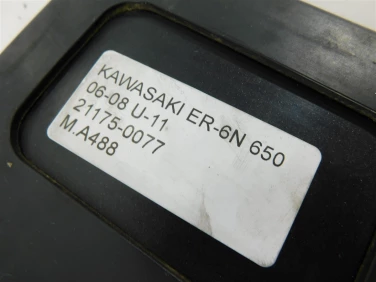 KAWASAKI ER-6N 650
06-08 U-11
21175-0077
M.A488